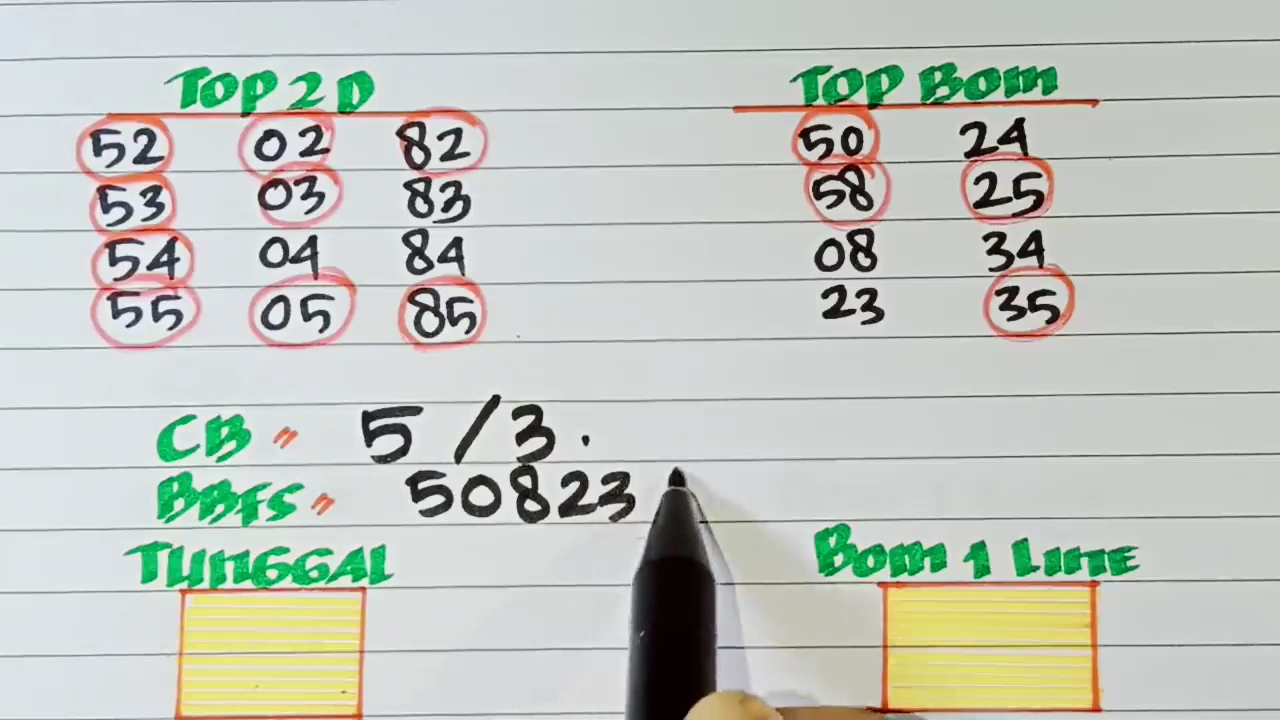 TOP 2D TOP BOM
52 02 82 50 24
53 03 83 58 25
54 04 84 08 34
55 05 85 23 35
CB = 5 / 3.
BBFS = 50823
TUNGGAL BOM 1 LINE